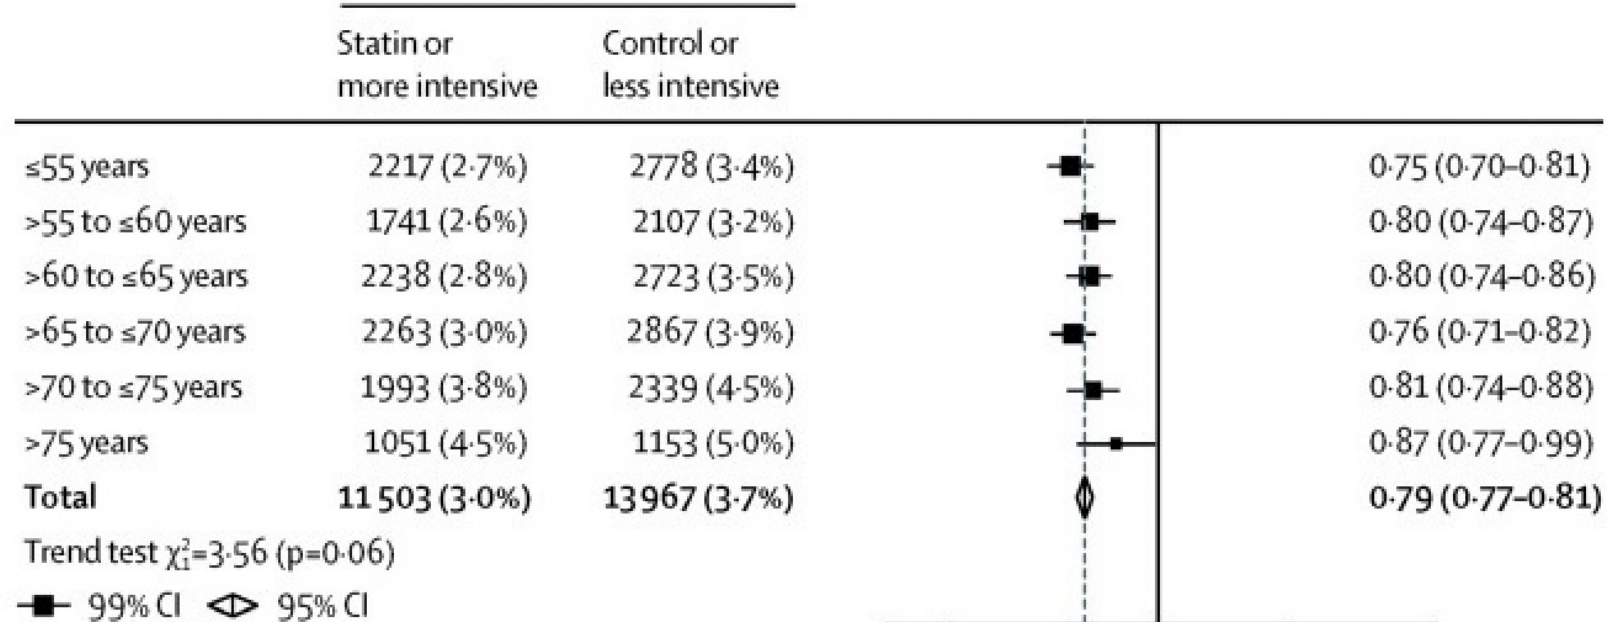 Statin or more intensive
Control or less intensive
≤55 years 2217 (2·7%) 2778 (3·4%) 0·75 (0·70–0·81)
>55 to ≤60 years 1741 (2·6%) 2107 (3·2%) 0·80 (0·74–0·87)
>60 to ≤65 years 2238 (2·8%) 2723 (3·5%) 0·80 (0·74–0·86)
>65 to ≤70 years 2263 (3·0%) 2867 (3·9%) 0·76 (0·71–0·82)
>70 to ≤75 years 1993 (3·8%) 2339 (4·5%) 0·81 (0·74–0·88)
>75 years 1051 (4·5%) 1153 (5·0%) 0·87 (0·77–0·99)
Total 11 503 (3·0%) 13 967 (3·7%) 0·79 (0·77–0·81)
Trend test χ²₁=3·56 (p=0·06)
99% CI 95% CI